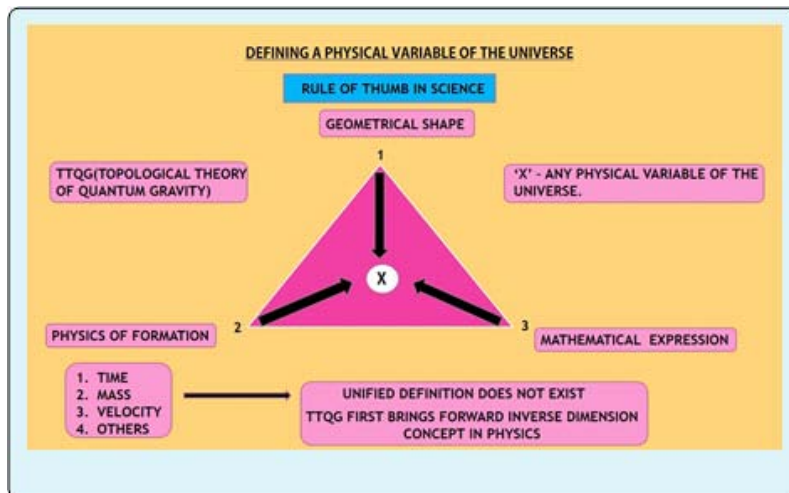 DEFINING A PHYSICAL VARIABLE OF THE UNIVERSE
RULE OF THUMB IN SCIENCE
GEOMETRICAL SHAPE
1
TTQG(TOPOLOGICAL THEORY
OF QUANTUM GRAVITY)
'X' - ANY PHYSICAL VARIABLE OF THE
UNIVERSE.
X
PHYSICS OF FORMATION
2
3
MATHEMATICAL EXPRESSION
1. TIME
2. MASS
3. VELOCITY
4. OTHERS
UNIFIED DEFINITION DOES NOT EXIST
TTQG FIRST BRINGS FORWARD INVERSE DIMENSION
CONCEPT IN PHYSICS